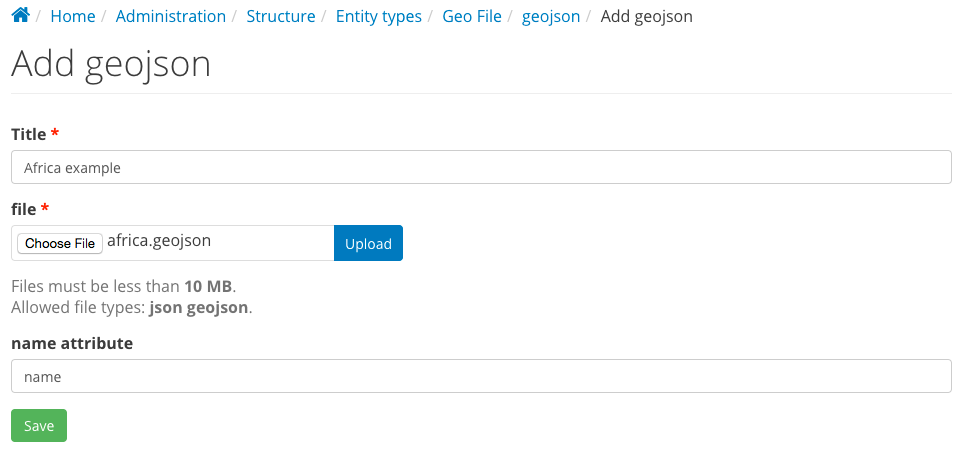 Home / Administration / Structure / Entity types / Geo File / geojson / Add geojson
Add geojson
Title *
Africa example
file *
Choose File africa.geojson Upload
Files must be less than 10 MB.
Allowed file types: json geojson.
name attribute
name
Save